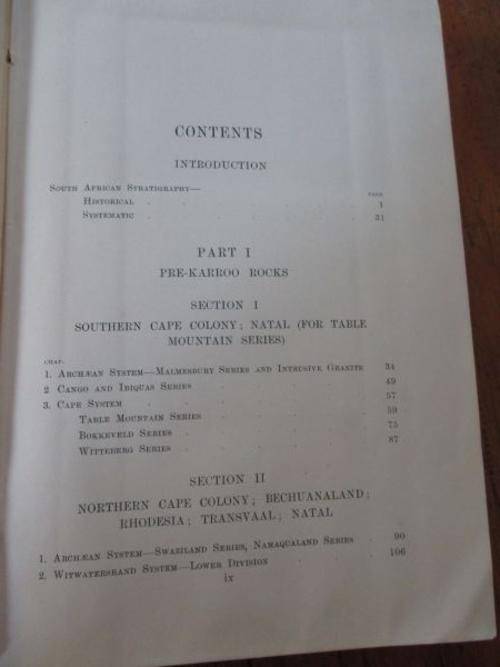 CONTENTS
INTRODUCTION
South African Stratigraphy—
PAGE
Historical . . . . . . . 1
Systematic . . . . . . . 31
PART I
PRE-KARROO ROCKS
SECTION I
SOUTHERN CAPE COLONY; NATAL (FOR TABLE
MOUNTAIN SERIES)
CHAP.
1. Archæan System—Malmesbury Series and Intrusive Granite 34
2. Cango and Ibiquas Series . . . . 49
3. Cape System . . . . . . 57
Table Mountain Series . . . . 59
Bokkeveld Series . . . . . 75
Witteberg Series . . . . . 87
SECTION II
NORTHERN CAPE COLONY; BECHUANALAND;
RHODESIA; TRANSVAAL; NATAL
1. Archæan System—Swaziland Series, Namaqualand Series . 90
2. Witwatersrand System—Lower Division . . . 106
ix